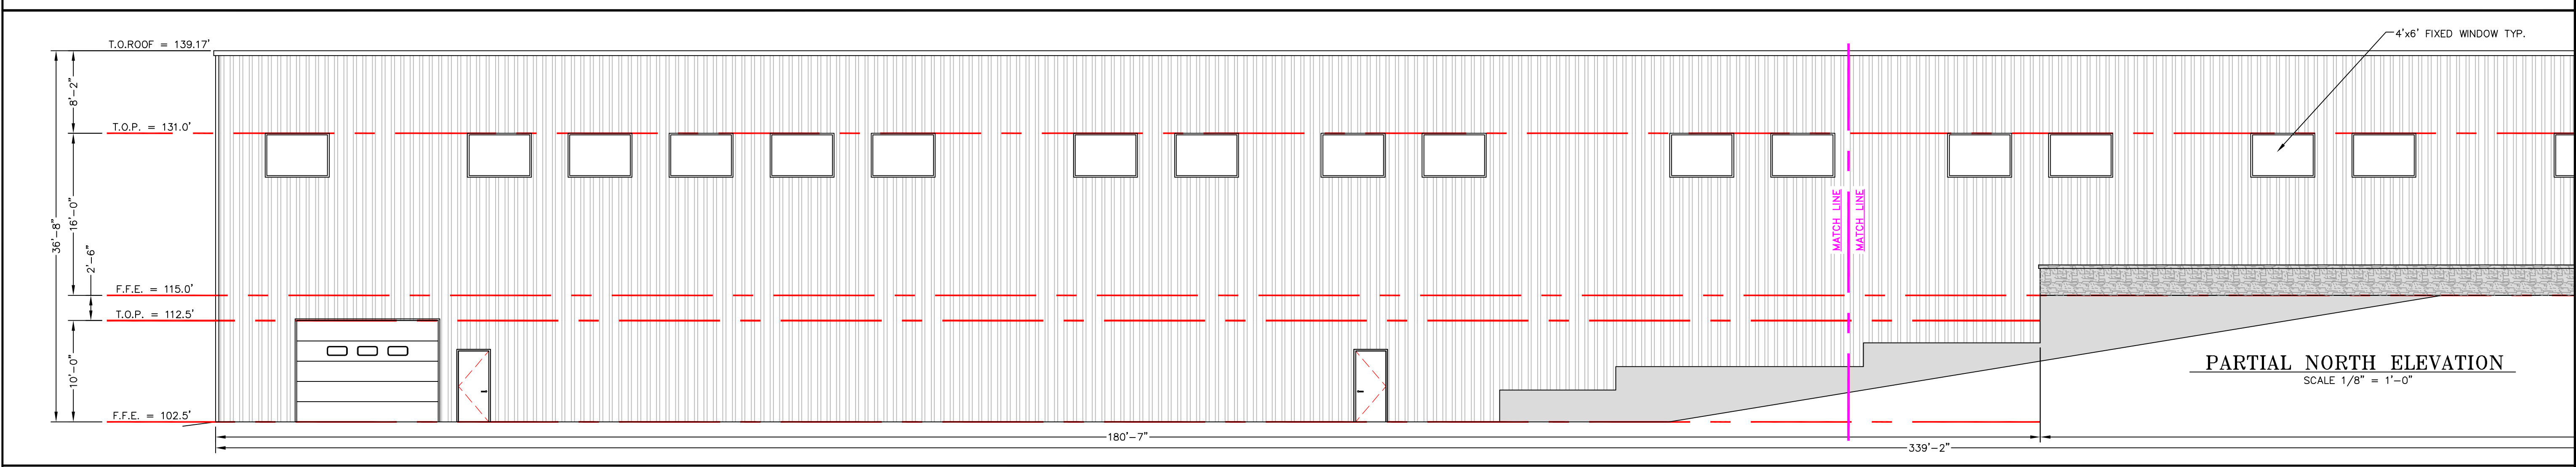 T.O.ROOF = 139.17'
4'x6' FIXED WINDOW TYP.
8'-2"
T.O.P. = 131.0'
36'-8"
16'-0"
2'-6"
MATCH LINE
MATCH LINE
F.F.E. = 115.0'
T.O.P. = 112.5'
10'-0"
PARTIAL NORTH ELEVATION
SCALE 1/8" = 1'-0"
F.F.E. = 102.5'
180'-7"
339'-2"